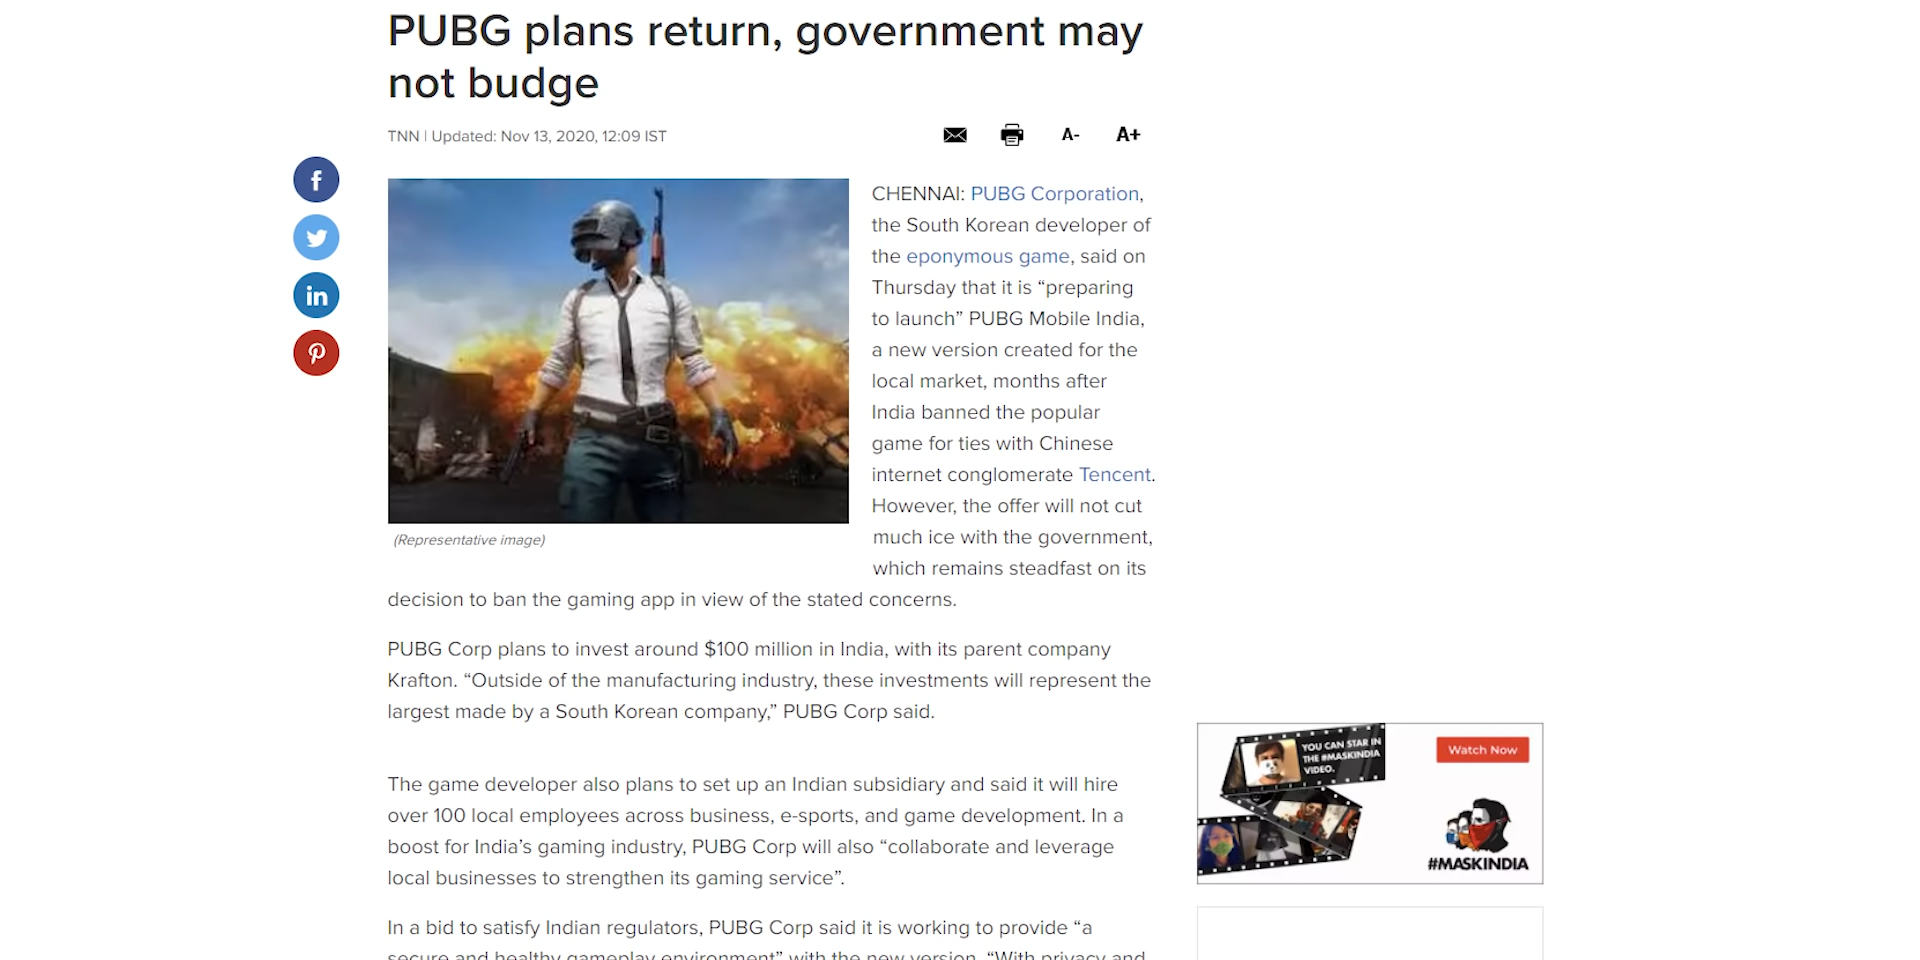 PUBG plans return, government may
not budge
TNN | Updated: Nov 13, 2020, 12:09 IST
A-
A+
f
in
CHENNAI: PUBG Corporation,
the South Korean developer of
the eponymous game, said on
Thursday that it is “preparing
to launch” PUBG Mobile India,
a new version created for the
local market, months after
India banned the popular
game for ties with Chinese
internet conglomerate Tencent.
However, the offer will not cut
much ice with the government,
which remains steadfast on its
(Representative image)
decision to ban the gaming app in view of the stated concerns.
PUBG Corp plans to invest around $100 million in India, with its parent company
Krafton. “Outside of the manufacturing industry, these investments will represent the
largest made by a South Korean company,” PUBG Corp said.
The game developer also plans to set up an Indian subsidiary and said it will hire
over 100 local employees across business, e-sports, and game development. In a
boost for India’s gaming industry, PUBG Corp will also “collaborate and leverage
local businesses to strengthen its gaming service”.
In a bid to satisfy Indian regulators, PUBG Corp said it is working to provide “a
secure and healthy gameplay environment” with the new version. “With privacy and
YOU CAN STAR IN
THE #MASKINDIA
VIDEO.
Watch Now
#MASKINDIA